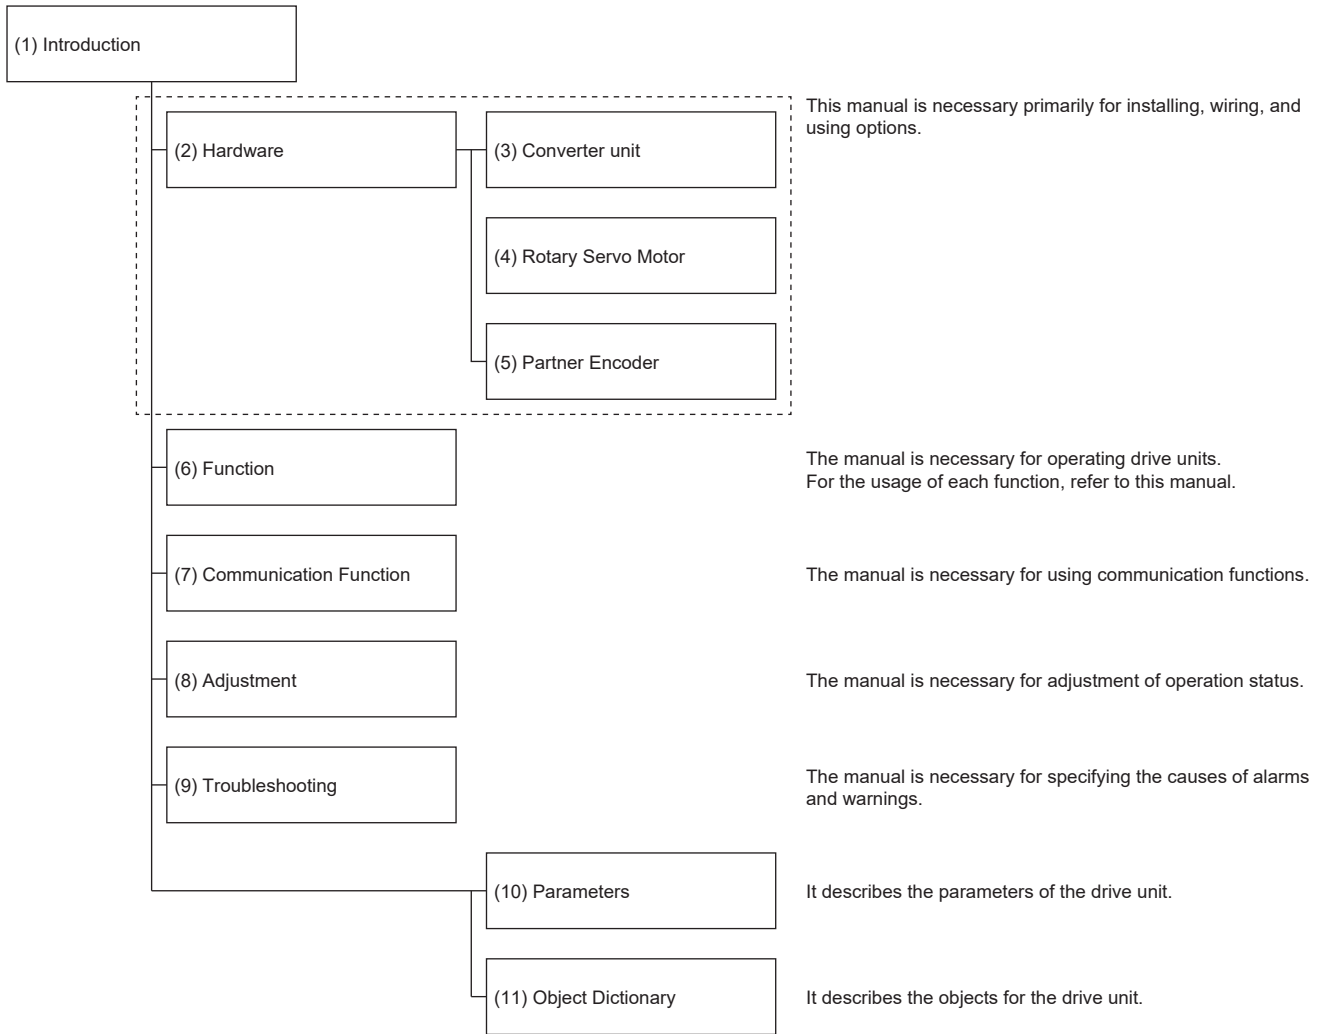 (1) Introduction
This manual is necessary primarily for installing, wiring, and
using options.
(2) Hardware
(3) Converter unit
(4) Rotary Servo Motor
(5) Partner Encoder
(6) Function
The manual is necessary for operating drive units.
For the usage of each function, refer to this manual.
(7) Communication Function
The manual is necessary for using communication functions.
(8) Adjustment
The manual is necessary for adjustment of operation status.
(9) Troubleshooting
The manual is necessary for specifying the causes of alarms
and warnings.
(10) Parameters
It describes the parameters of the drive unit.
(11) Object Dictionary
It describes the objects for the drive unit.